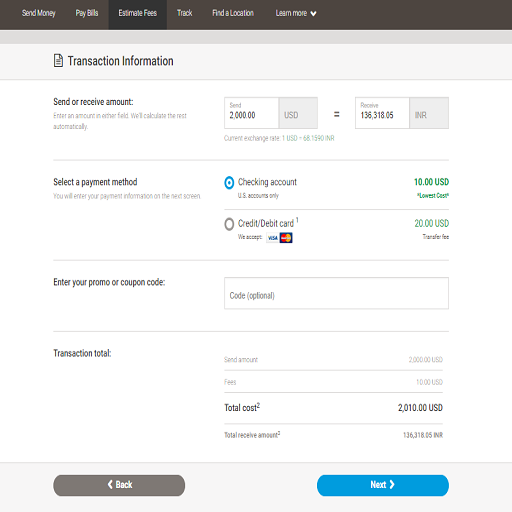 Send Money Pay Bills Estimate Fees Track Find a Location Learn more
Transaction Information
Send or receive amount:
Enter an amount in either field. We'll calculate the rest
automatically.
Send
2,000.00 USD
=
Receive
136,318.05 INR
Current exchange rate: 1 USD = 68.1590 INR
Select a payment method
You will enter your payment information on the next screen.
Checking account 10.00 USD
U.S. accounts only *Lowest Cost*
Credit/Debit card 1 20.00 USD
We accept: VISA MasterCard Transfer fee
Enter your promo or coupon code:
Code (optional)
Transaction total:
Send amount 2,000.00 USD
Fees 10.00 USD
Total cost2 2,010.00 USD
Total receive amount2 136,318.05 INR
Back Next